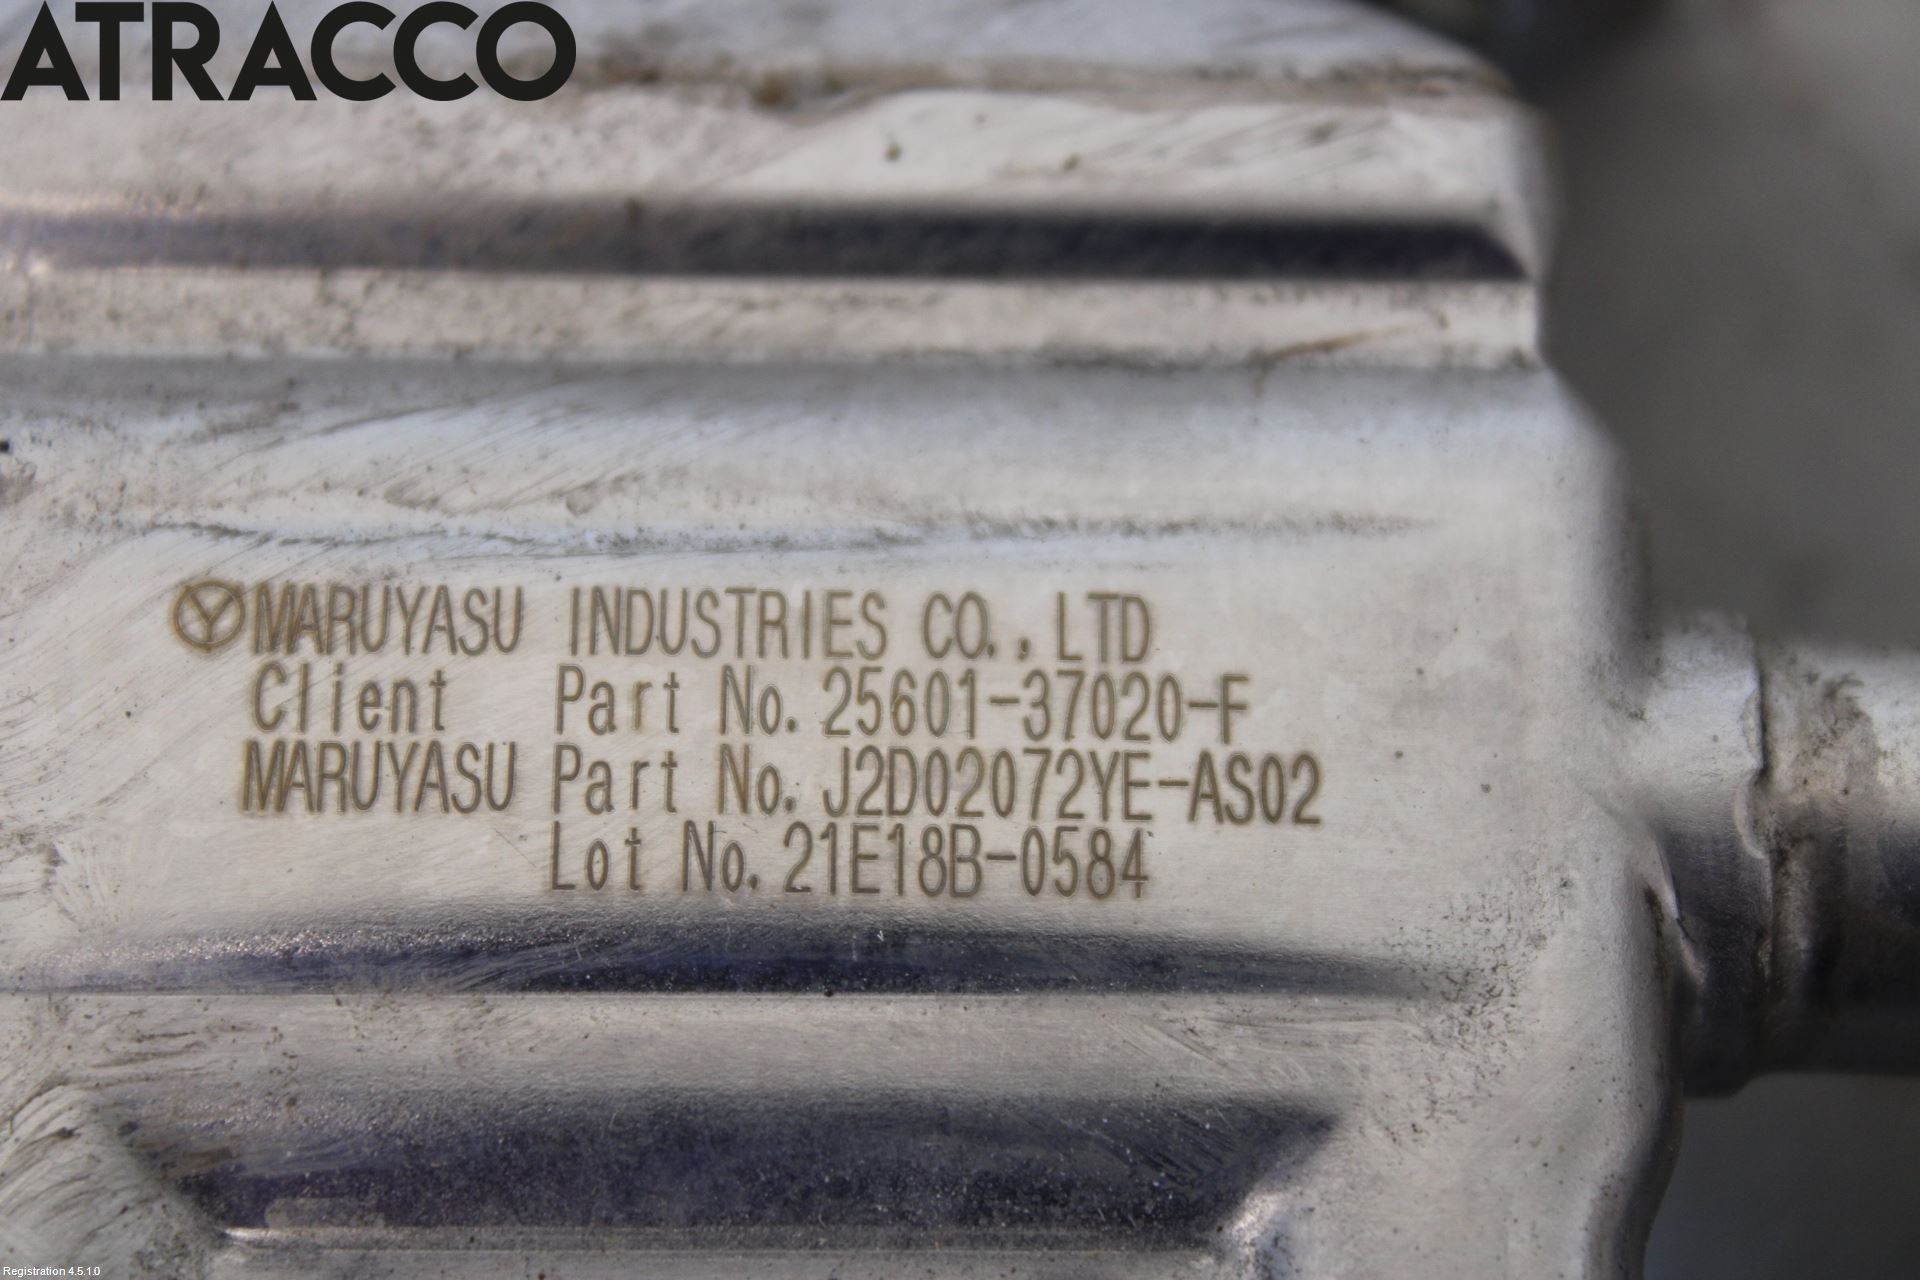 ATRACCO
MARUYASU INDUSTRIES CO., LTD
Client Part No. 25601-37020-F
MARUYASU Part No. J2D02072YE-AS02
Lot No. 21E18B-0584
Registration 4.5.1.0